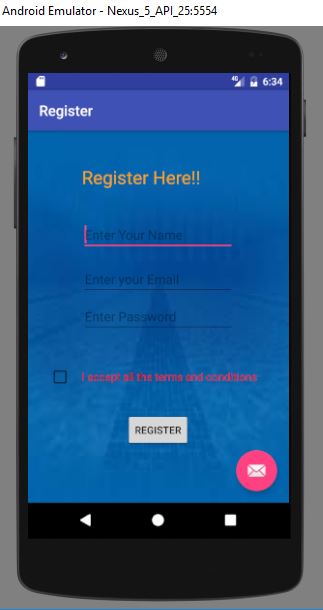 Android Emulator - Nexus_5_API_25:5554
4G 6:34
Register
Register Here!!
Enter Your Name
Enter your Email
Enter Password
I accept all the terms and conditions
REGISTER